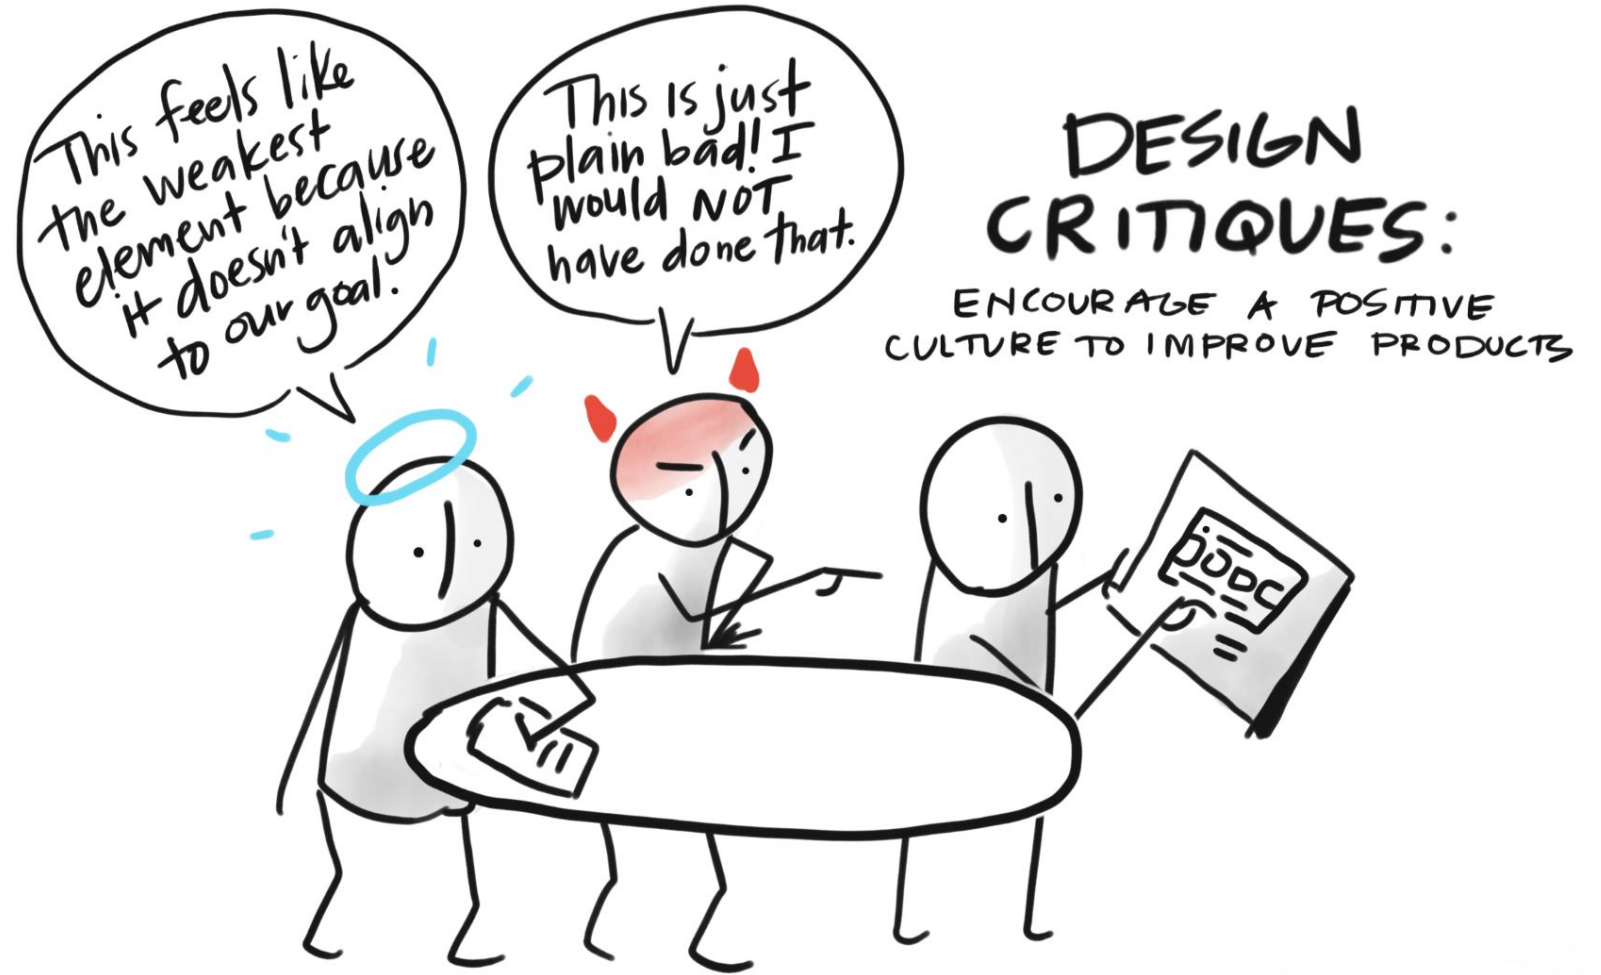 This feels like
the weakest
element because
it doesn't align
to our goal.
This is just
plain bad! I
would NOT
have done that.
DESIGN
CRITIQUES:
ENCOURAGE A POSITIVE
CULTURE TO IMPROVE PRODUCTS